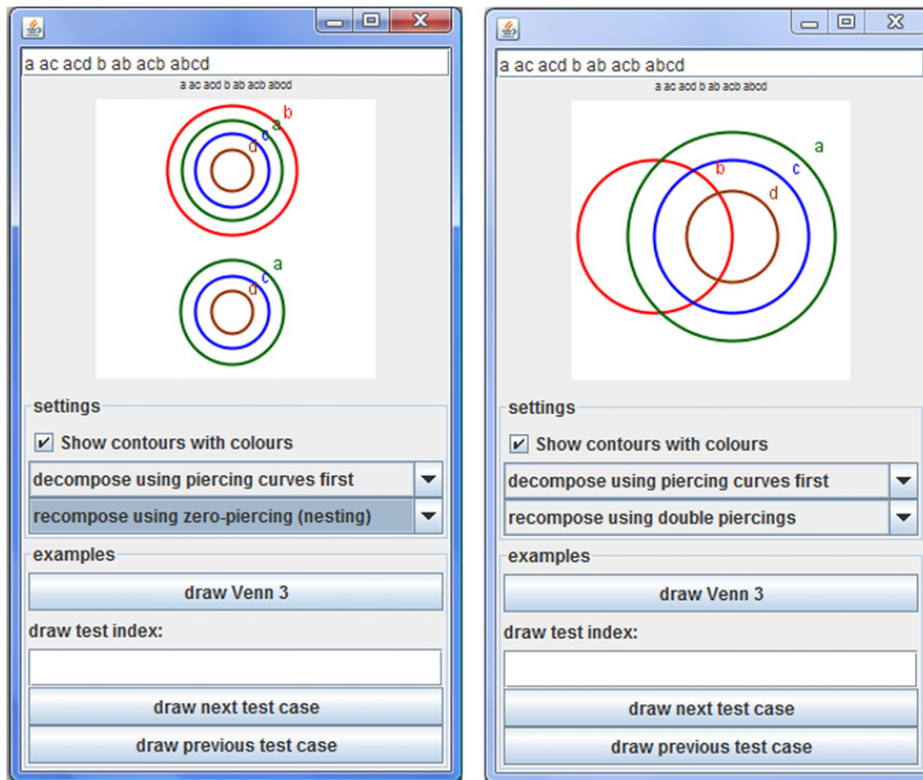 a ac acd b ab acb abcd
a ac acd b ab acb abcd
b
a
c
d
a
c
d
settings
Show contours with colours
decompose using piercing curves first
recompose using zero-piercing (nesting)
examples
draw Venn 3
draw test index:
draw next test case
draw previous test case
a ac acd b ab acb abcd
a ac acd b ab acb abcd
a
b
c
d
settings
Show contours with colours
decompose using piercing curves first
recompose using double piercings
examples
draw Venn 3
draw test index:
draw next test case
draw previous test case